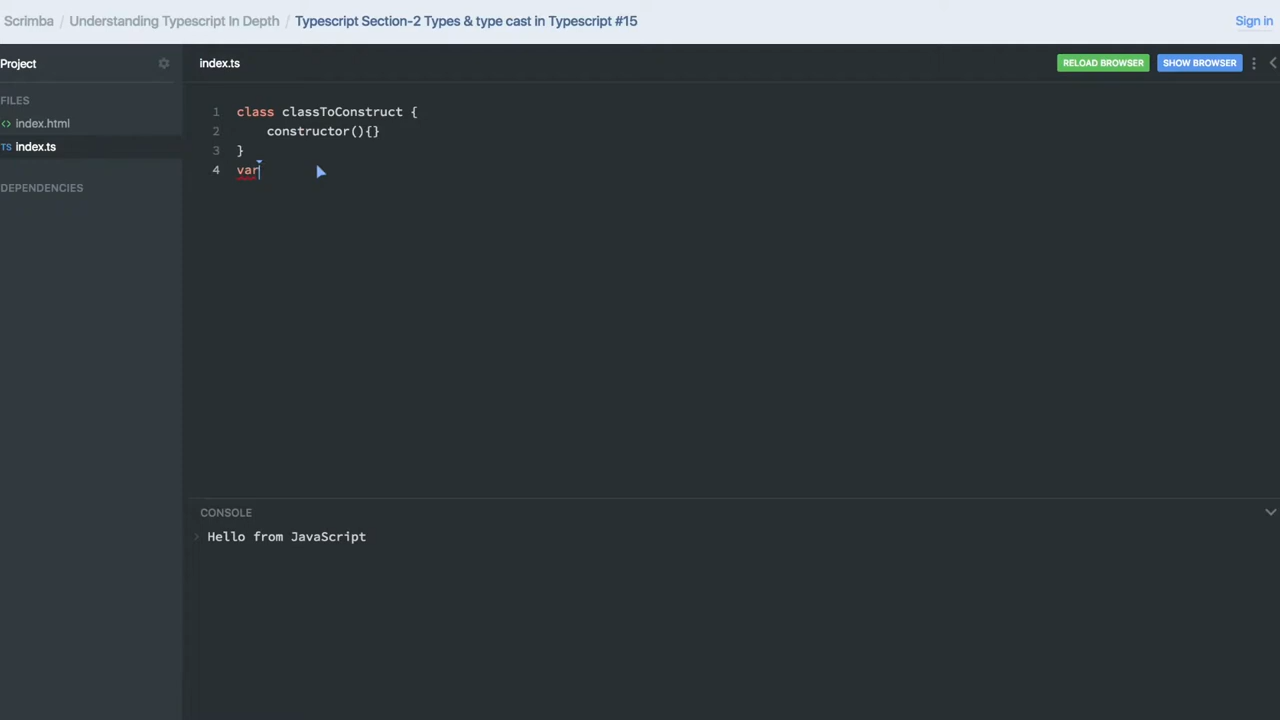 Scrimba / Understanding Typescript In Depth / Typescript Section-2 Types & type cast in Typescript #15
Sign in
Project
index.ts
RELOAD BROWSER
SHOW BROWSER
FILES
<> index.html
TS index.ts
DEPENDENCIES
1 class classToConstruct {
2 constructor(){}
3 }
4 var
CONSOLE
> Hello from JavaScript